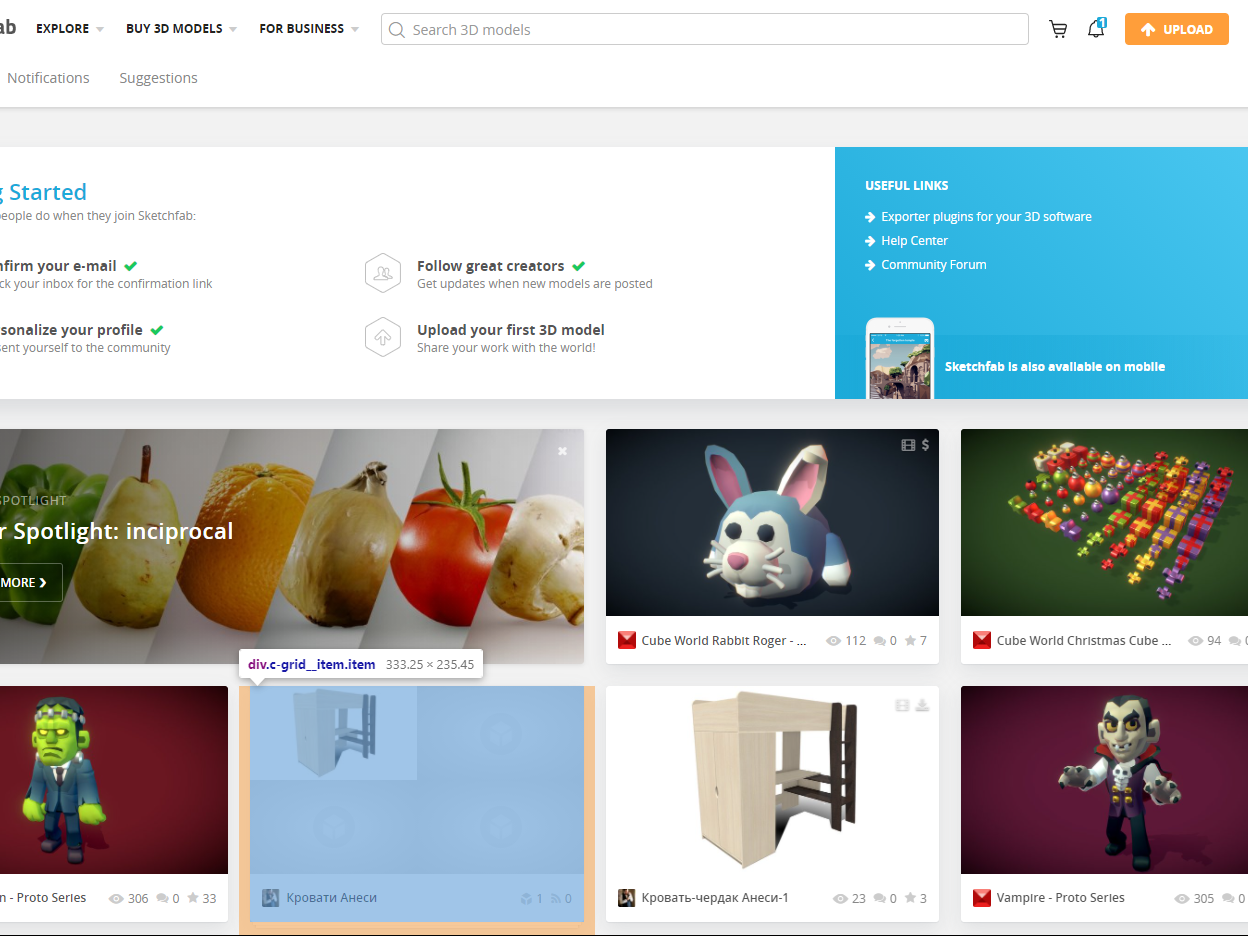 ab EXPLORE BUY 3D MODELS FOR BUSINESS Search 3D models 1 UPLOAD
Notifications Suggestions
g Started
eople do when they join Sketchfab:
nfirm your e-mail
ck your inbox for the confirmation link
Follow great creators
Get updates when new models are posted
sonalize your profile
sent yourself to the community
Upload your first 3D model
Share your work with the world!
USEFUL LINKS
Exporter plugins for your 3D software
Help Center
Community Forum
Sketchfab is also available on mobile
SPOTLIGHT
r Spotlight: inciprocal
MORE
$
Cube World Rabbit Roger - ... 112 0 7
Cube World Christmas Cube ... 94 0
div.c-grid__item.item 333.25 × 235.45
n - Proto Series 306 0 33
Кровати Анеси 1 0
Кровать-чердак Анеси-1 23 0 3
Vampire - Proto Series 305 0